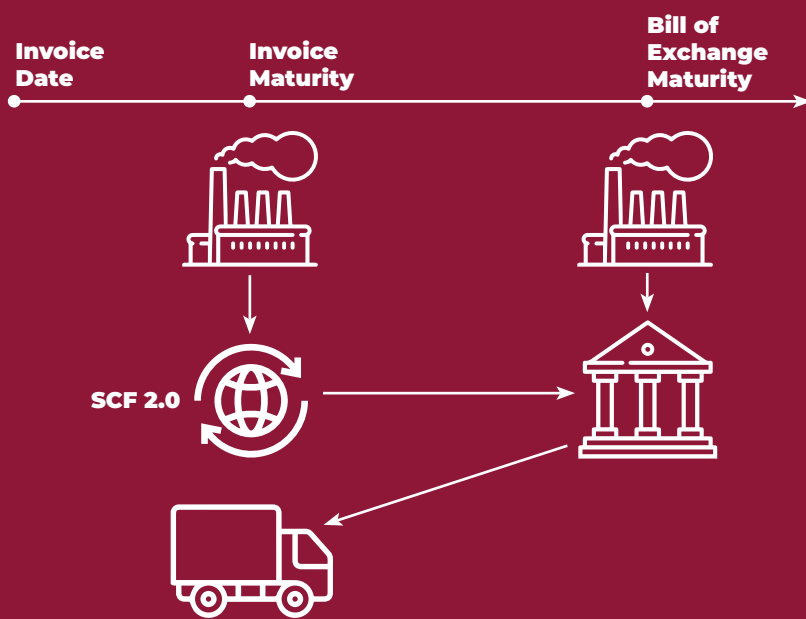 Invoice
Date
Invoice
Maturity
Bill of
Exchange
Maturity
SCF 2.0